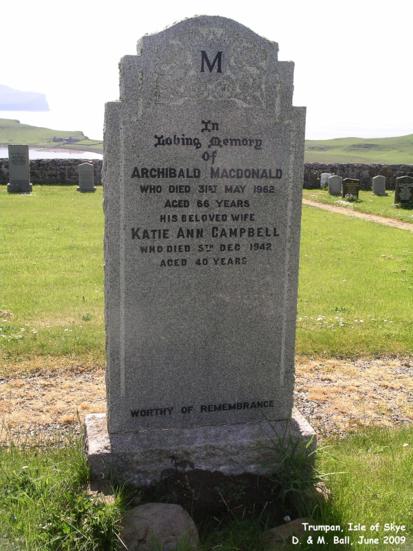 M
In
Loving Memory
of
ARCHIBALD MACDONALD
WHO DIED 31ST MAY 1962
AGED 66 YEARS
HIS BELOVED WIFE
KATIE ANN CAMPBELL
WHO DIED 5TH DEC 1942
AGED 40 YEARS
WORTHY OF REMEMBRANCE
Trumpan, Isle of Skye
D. & M. Ball, June 2009